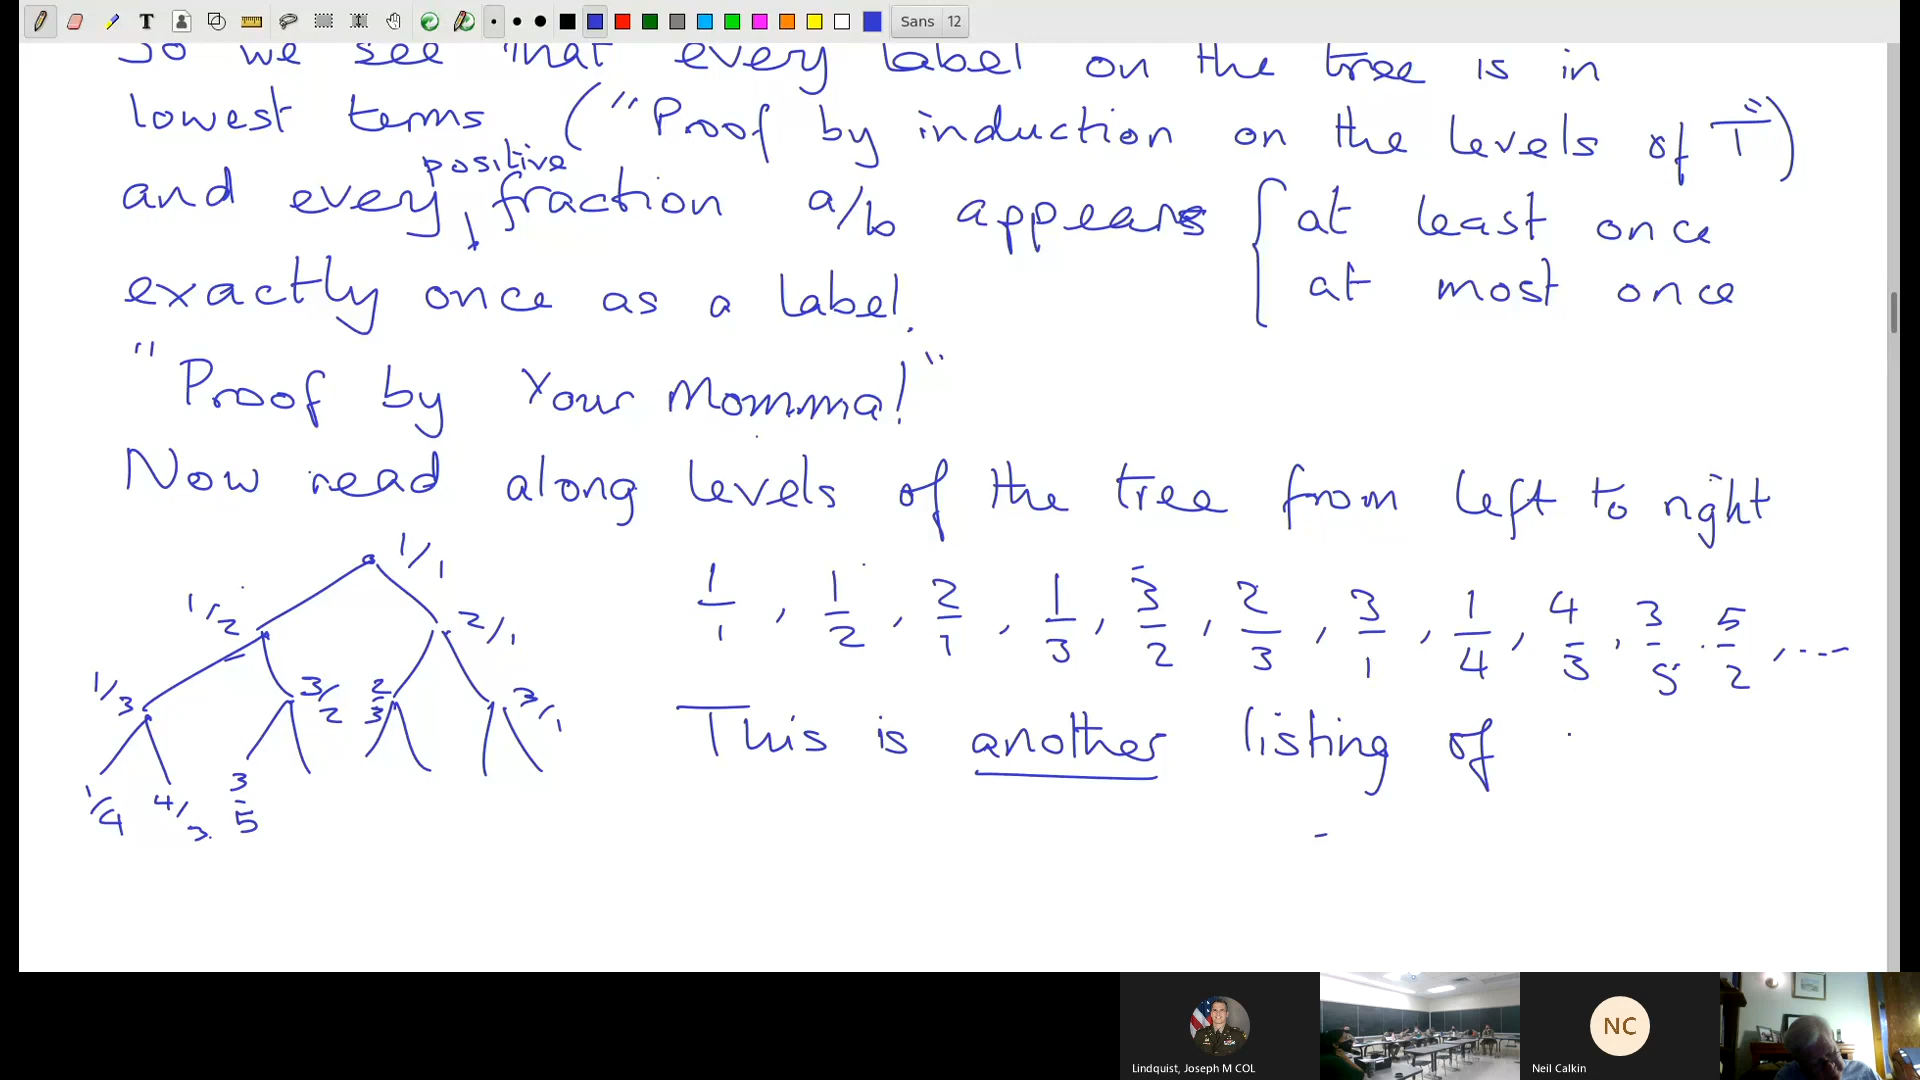 T Sans 12
So we see that every label on the tree is in
lowest terms ("Proof by induction on the levels of T")
and every positive fraction a/b appears { at least once
at most once
exactly once as a label.
"Proof by Your Momma!"
Now read along levels of the tree from left to right
1/1
1/2 2/1
1/3 3/2 2/3 3/1
1/4 4/3 3/5
1/1, 1/2, 2/1, 1/3, 3/2, 2/3, 3/1, 1/4, 4/3, 3/5, 5/2, ....
This is another listing of
NC
Lindquist, Joseph M COL
Neil Calkin